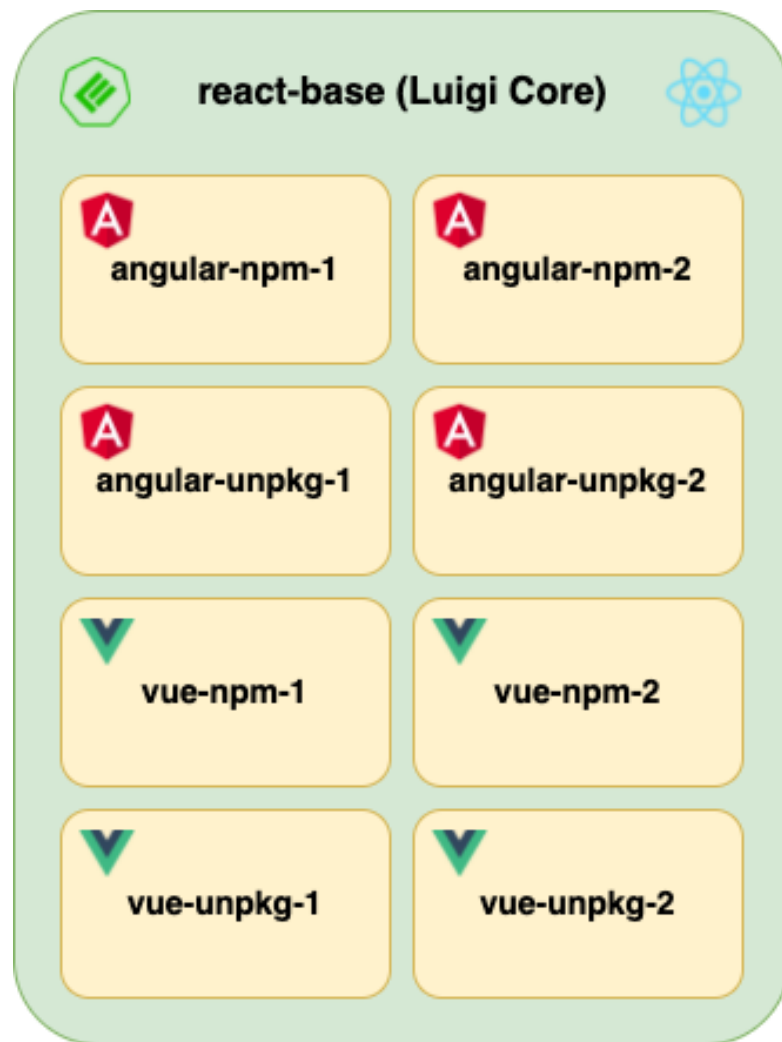 react-base (Luigi Core)
angular-npm-1
angular-npm-2
angular-unpkg-1
angular-unpkg-2
vue-npm-1
vue-npm-2
vue-unpkg-1
vue-unpkg-2